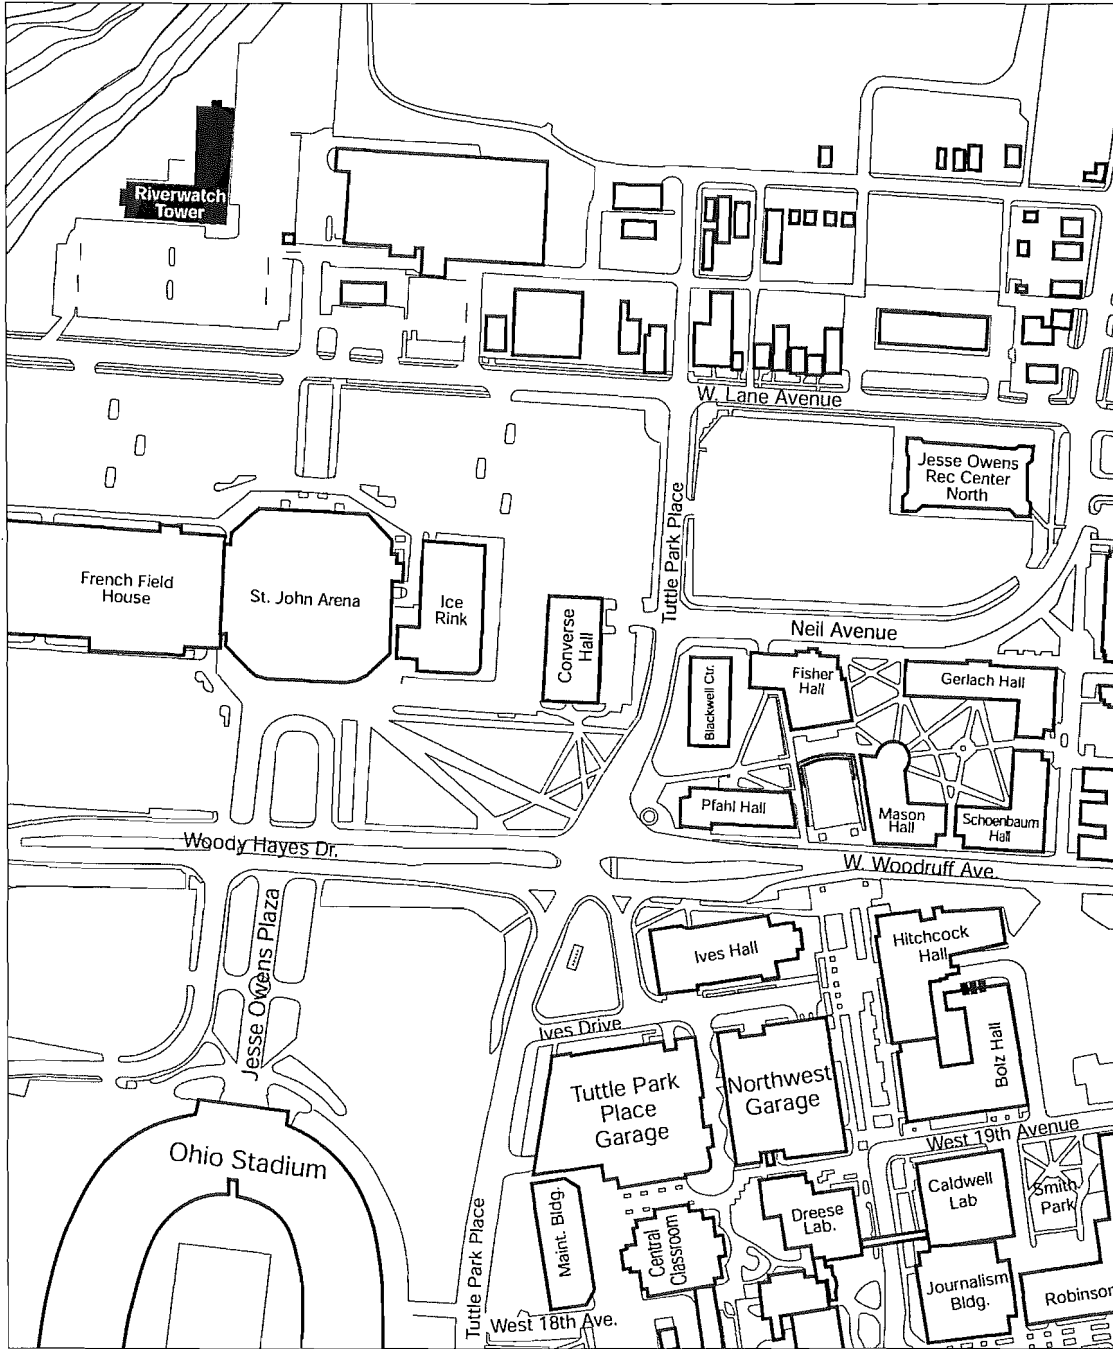 Riverwatch
Tower
W. Lane Avenue
Jesse Owens
Rec Center
North
Tuttle Park Place
French Field
House
St. John Arena
Ice
Rink
Converse
Hall
Neil Avenue
Blackwell Ctr.
Fisher
Hall
Gerlach Hall
Pfahl Hall
Mason
Hall
Schoenbaum
Hall
Woody Hayes Dr.
W. Woodruff Ave.
Jesse Owens Plaza
Ives Hall
Hitchcock
Hall
Ives Drive
Bolz Hall
Tuttle Park
Place
Garage
Northwest
Garage
West 19th Avenue
Ohio Stadium
Caldwell
Lab
Smith
Park
Maint. Bldg.
Dreese
Lab.
Central
Classroom
Tuttle Park Place
Journalism
Bldg.
Robinson
West 18th Ave.